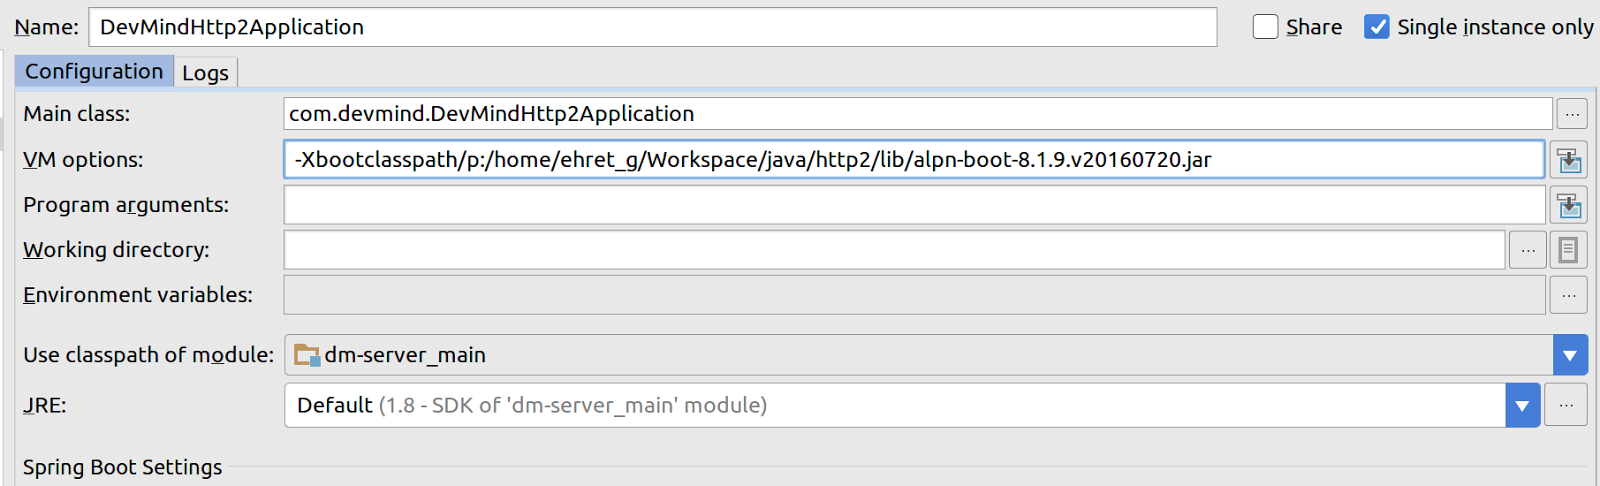 Name: DevMindHttp2Application Share Single instance only
Configuration Logs
Main class: com.devmind.DevMindHttp2Application ...
VM options: -Xbootclasspath/p:/home/ehret_g/Workspace/java/http2/lib/alpn-boot-8.1.9.v20160720.jar
Program arguments:
Working directory: ...
Environment variables: ...
Use classpath of module: dm-server_main
JRE: Default (1.8 - SDK of 'dm-server_main' module) ...
Spring Boot Settings